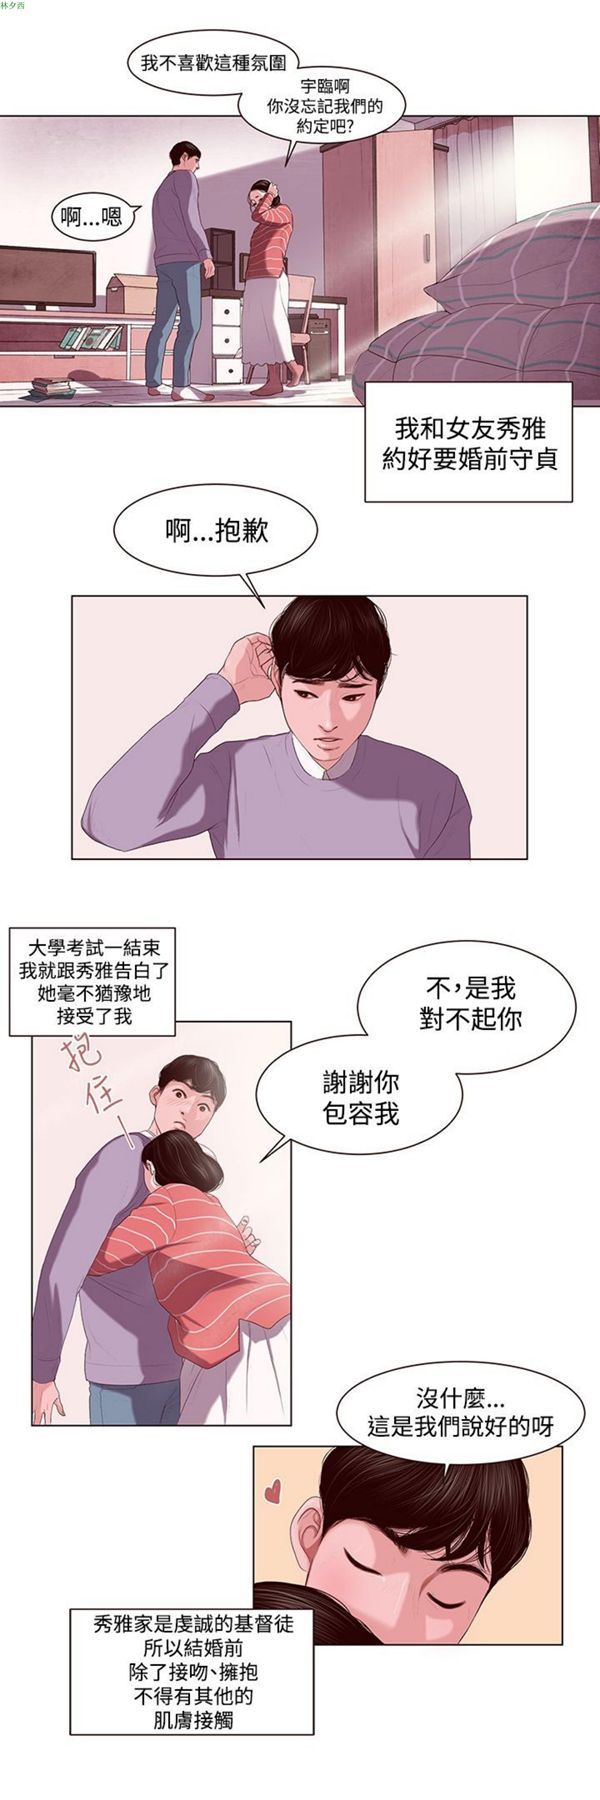 林夕西
我不喜歡這種氛圍
宇臨啊
你沒忘記我們的
約定吧?
啊...嗯
我和女友秀雅
約好要婚前守貞
啊...抱歉
大學考試一結束
我就跟秀雅告白了
她毫不猶豫地
接受了我
不，是我
對不起你
抱住
謝謝你
包容我
沒什麼...
這是我們說好的呀
秀雅家是虔誠的基督徒
所以結婚前
除了接吻、擁抱
不得有其他的
肌膚接觸